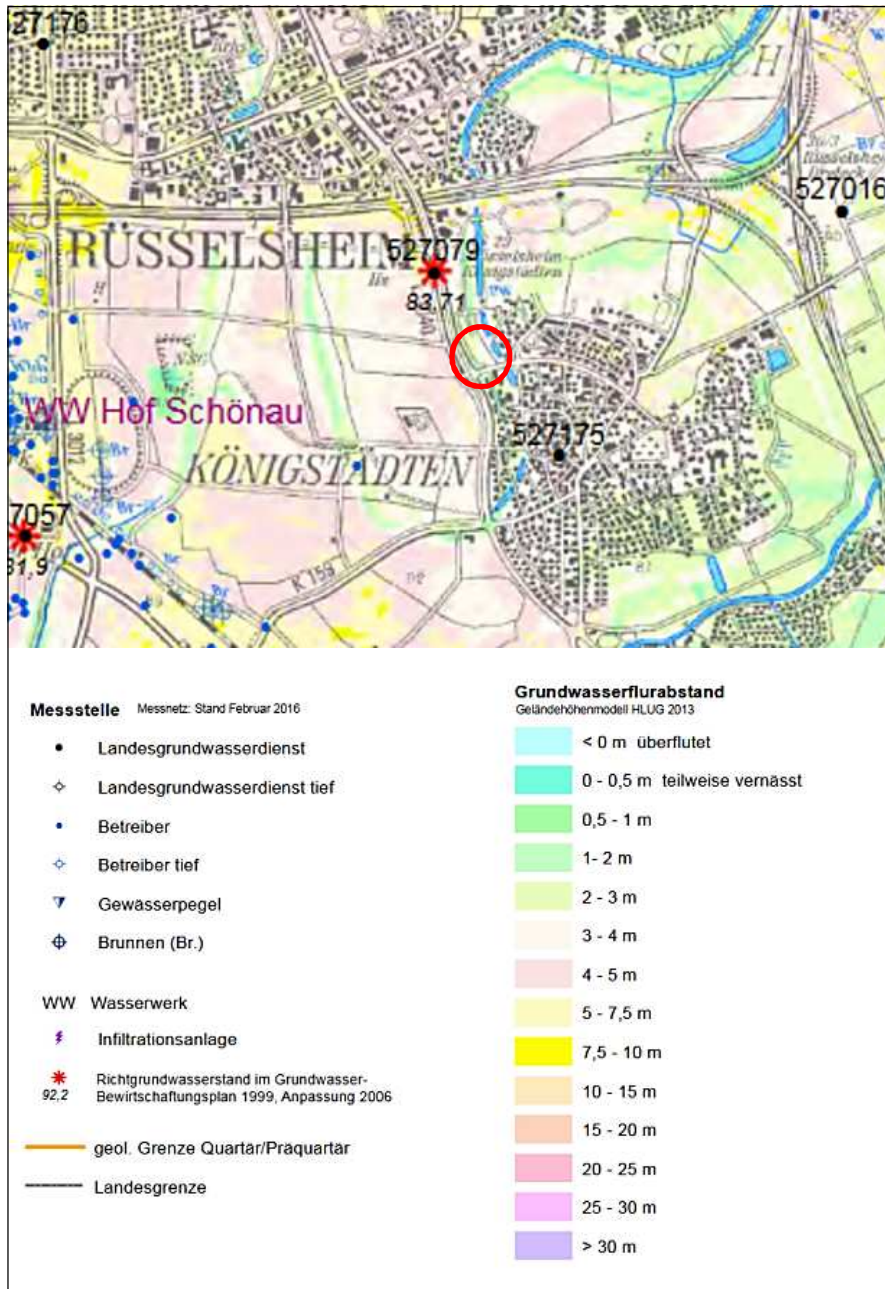 527176
HASSLOCH
527016
RÜSSELSHEIM
527079
83,71
WW Hof Schönau
527175
KÖNIGSTÄDTEN
7057
31,9
K 159
Messstelle Messnetz: Stand Februar 2016
Landesgrundwasserdienst
Landesgrundwasserdienst tief
Betreiber
Betreiber tief
Gewässerpegel
Brunnen (Br.)
WW Wasserwerk
Infiltrationsanlage
Richtgrundwasserstand im Grundwasser-
92,2 Bewirtschaftungsplan 1999, Anpassung 2006
geol. Grenze Quartär/Präquartär
Landesgrenze
Grundwasserflurabstand
Geländehöhenmodell HLUG 2013
< 0 m überflutet
0 - 0,5 m teilweise vernässt
0,5 - 1 m
1- 2 m
2 - 3 m
3 - 4 m
4 - 5 m
5 - 7,5 m
7,5 - 10 m
10 - 15 m
15 - 20 m
20 - 25 m
25 - 30 m
> 30 m